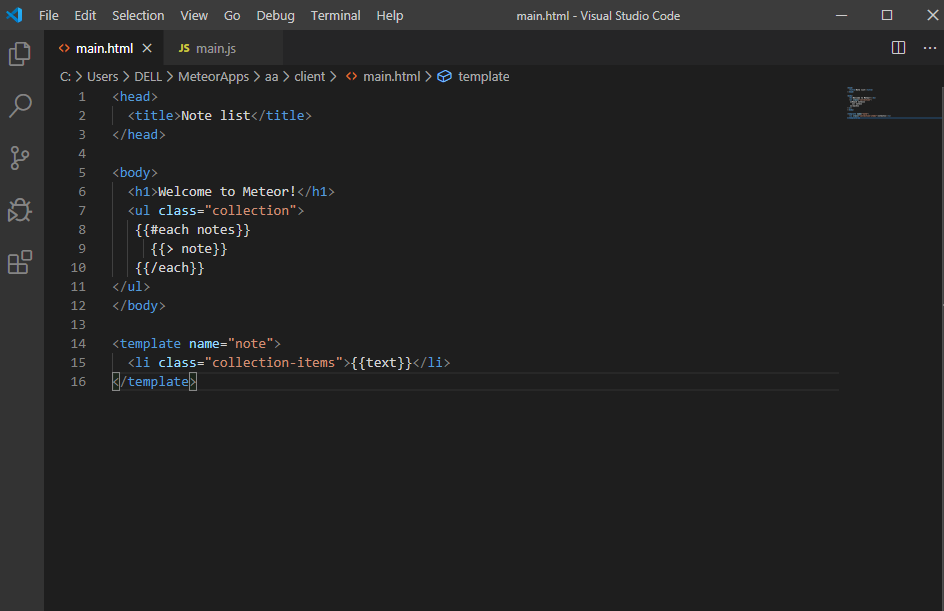 File Edit Selection View Go Debug Terminal Help main.html - Visual Studio Code
main.html JS main.js
C: > Users > DELL > MeteorApps > aa > client > main.html > template
1 <head>
2 <title>Note list</title>
3 </head>
4
5 <body>
6 <h1>Welcome to Meteor!</h1>
7 <ul class="collection">
8 {{#each notes}}
9 {{> note}}
10 {{/each}}
11 </ul>
12 </body>
13
14 <template name="note">
15 <li class="collection-items">{{text}}</li>
16 </template>